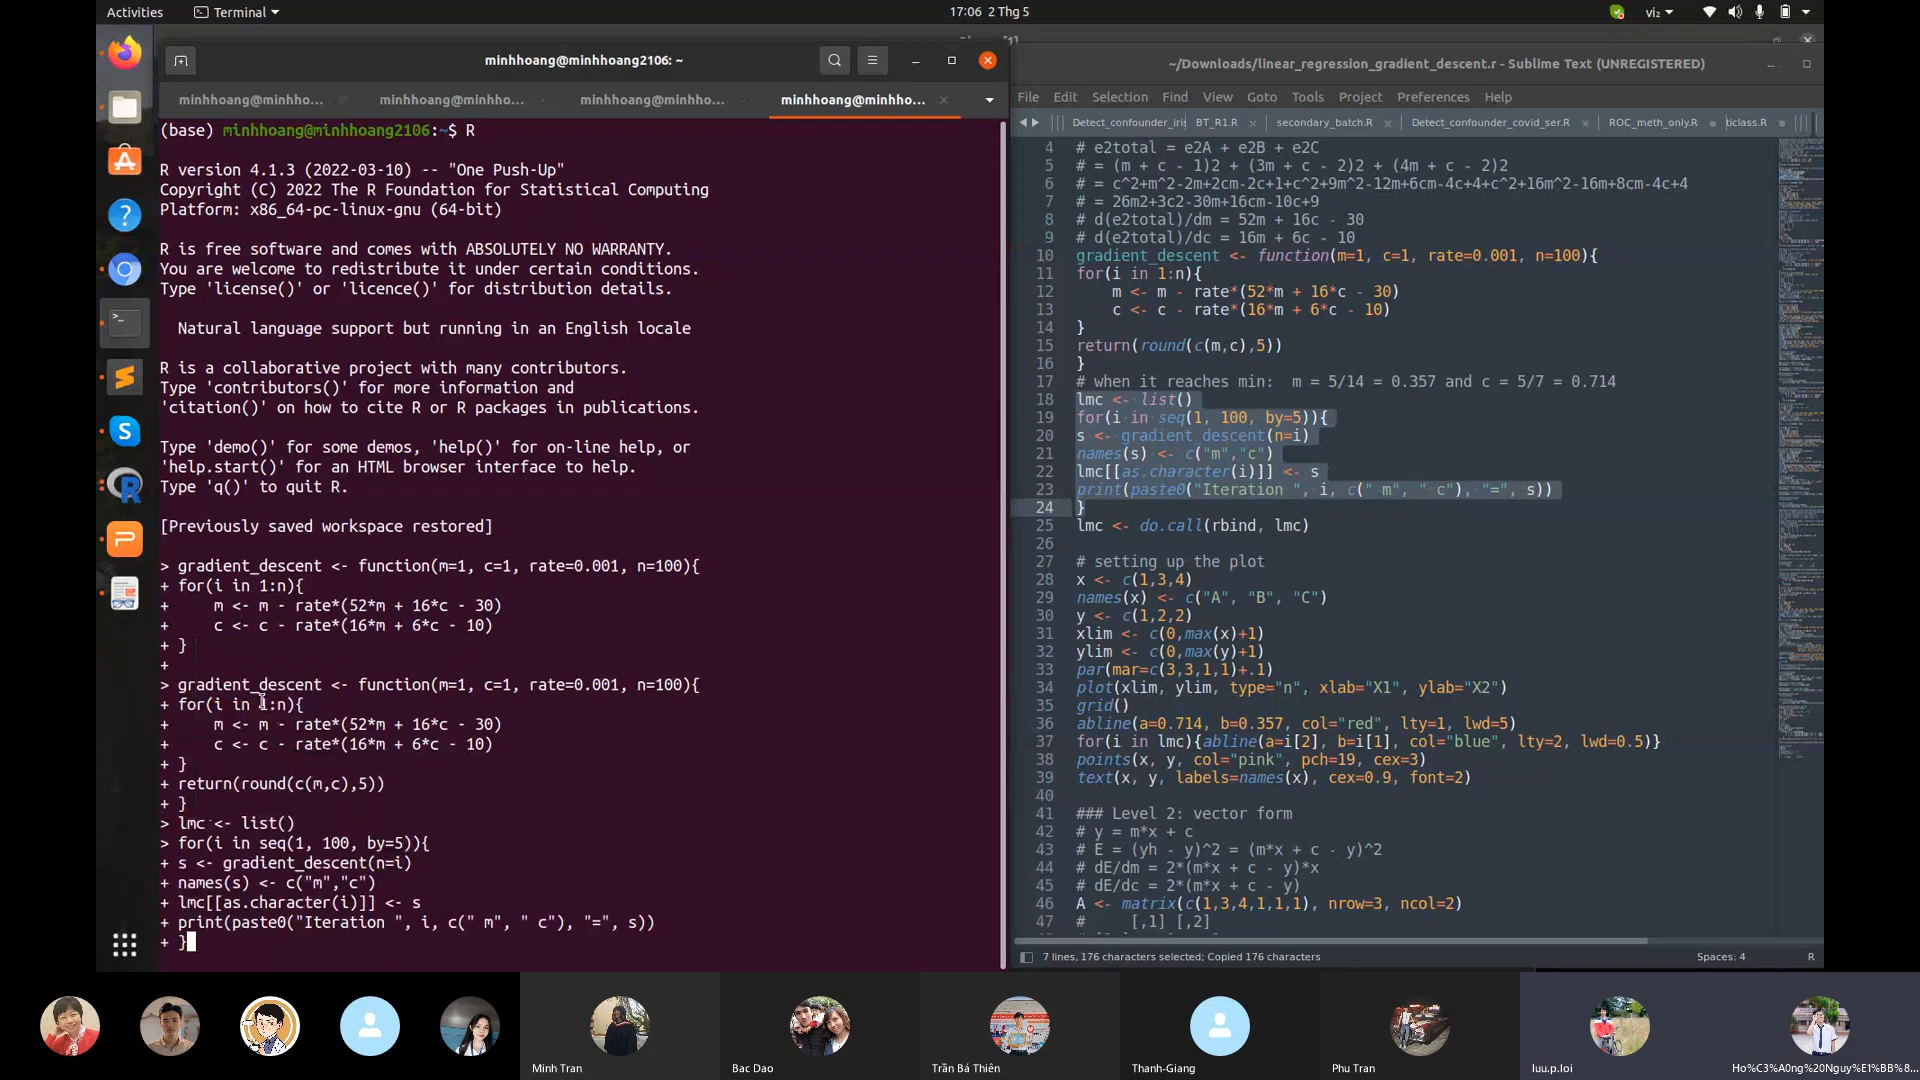 Activities
Terminal
17:06 2 Thg 5
vi₂
minhhoang@minhhoang2106: ~
minhhoang@minhho...
minhhoang@minhho...
minhhoang@minhho...
minhhoang@minhho...
(base) minhhoang@minhhoang2106:~$ R
R version 4.1.3 (2022-03-10) -- "One Push-Up"
Copyright (C) 2022 The R Foundation for Statistical Computing
Platform: x86_64-pc-linux-gnu (64-bit)
R is free software and comes with ABSOLUTELY NO WARRANTY.
You are welcome to redistribute it under certain conditions.
Type 'license()' or 'licence()' for distribution details.
Natural language support but running in an English locale
R is a collaborative project with many contributors.
Type 'contributors()' for more information and
'citation()' on how to cite R or R packages in publications.
Type 'demo()' for some demos, 'help()' for on-line help, or
'help.start()' for an HTML browser interface to help.
Type 'q()' to quit R.
[Previously saved workspace restored]
> gradient_descent <- function(m=1, c=1, rate=0.001, n=100){
+ for(i in 1:n){
+     m <- m - rate*(52*m + 16*c - 30)
+     c <- c - rate*(16*m + 6*c - 10)
+ }
+
> gradient_descent <- function(m=1, c=1, rate=0.001, n=100){
+ for(i in 1:n){
+     m <- m - rate*(52*m + 16*c - 30)
+     c <- c - rate*(16*m + 6*c - 10)
+ }
+ return(round(c(m,c),5))
+ }
> lmc <- list()
> for(i in seq(1, 100, by=5)){
+ s <- gradient_descent(n=i)
+ names(s) <- c("m","c")
+ lmc[[as.character(i)]] <- s
+ print(paste0("Iteration ", i, c(" m", " c"), "=", s))
+ }
~/Downloads/linear_regression_gradient_descent.r - Sublime Text (UNREGISTERED)
File Edit Selection Find View Goto Tools Project Preferences Help
Detect_confounder_iris
BT_R1.R
secondary_batch.R
Detect_confounder_covid_ser.R
ROC_meth_only.R
ticlass.R
4 # e2total = e2A + e2B + e2C
5 # = (m + c - 1)2 + (3m + c - 2)2 + (4m + c - 2)2
6 # = c^2+m^2-2m+2cm-2c+1+c^2+9m^2-12m+6cm-4c+4+c^2+16m^2-16m+8cm-4c+4
7 # = 26m2+3c2-30m+16cm-10c+9
8 # d(e2total)/dm = 52m + 16c - 30
9 # d(e2total)/dc = 16m + 6c - 10
10 gradient_descent <- function(m=1, c=1, rate=0.001, n=100){
11 for(i in 1:n){
12     m <- m - rate*(52*m + 16*c - 30)
13     c <- c - rate*(16*m + 6*c - 10)
14 }
15 return(round(c(m,c),5))
16 }
17 # when it reaches min:  m = 5/14 = 0.357 and c = 5/7 = 0.714
18 lmc <- list()
19 for(i in seq(1, 100, by=5)){
20 s <- gradient_descent(n=i)
21 names(s) <- c("m","c")
22 lmc[[as.character(i)]] <- s
23 print(paste0("Iteration ", i, c(" m", " c"), "=", s))
24 }
25 lmc <- do.call(rbind, lmc)
26
27 # setting up the plot
28 x <- c(1,3,4)
29 names(x) <- c("A", "B", "C")
30 y <- c(1,2,2)
31 xlim <- c(0,max(x)+1)
32 ylim <- c(0,max(y)+1)
33 par(mar=c(3,3,1,1)+.1)
34 plot(xlim, ylim, type="n", xlab="X1", ylab="X2")
35 grid()
36 abline(a=0.714, b=0.357, col="red", lty=1, lwd=5)
37 for(i in lmc){abline(a=i[2], b=i[1], col="blue", lty=2, lwd=0.5)}
38 points(x, y, col="pink", pch=19, cex=3)
39 text(x, y, labels=names(x), cex=0.9, font=2)
40
41 ### Level 2: vector form
42 # y = m*x + c
43 # E = (yh - y)^2 = (m*x + c - y)^2
44 # dE/dm = 2*(m*x + c - y)*x
45 # dE/dc = 2*(m*x + c - y)
46 A <- matrix(c(1,3,4,1,1,1), nrow=3, ncol=2)
47 #     [,1] [,2]
7 lines, 176 characters selected; Copied 176 characters
Spaces: 4
R
Minh Tran
Bac Dao
Trần Bá Thiên
Thanh-Giang
Phu Tran
luu.p.loi
Ho%C3%A0ng%20Nguy%E1%BB%8...